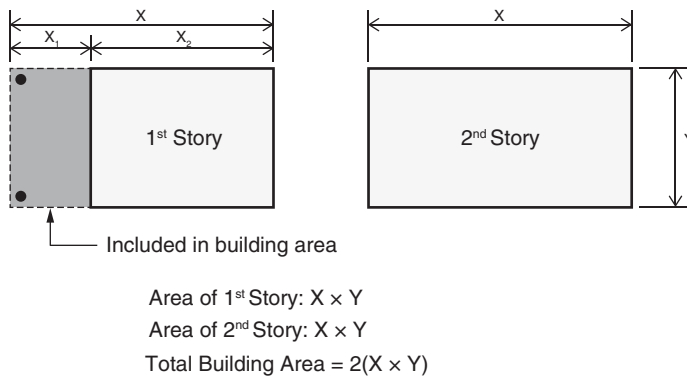 X
X₁ X₂
X
1ˢᵗ Story
2ⁿᵈ Story
Y
Included in building area
Area of 1ˢᵗ Story: X × Y
Area of 2ⁿᵈ Story: X × Y
Total Building Area = 2(X × Y)